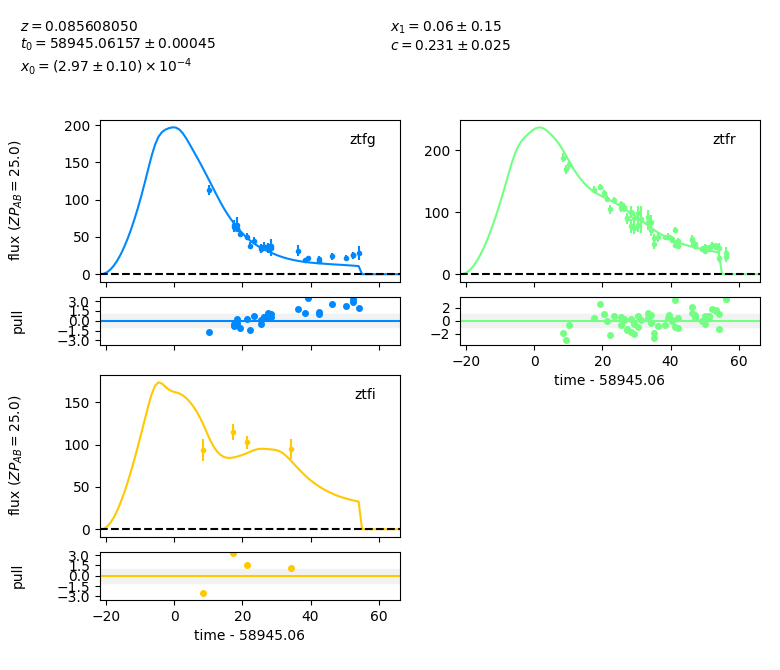 z = 0.085608050
t₀ = 58945.06157 ± 0.00045
x₀ = (2.97 ± 0.10) × 10⁻⁴
x₁ = 0.06 ± 0.15
c = 0.231 ± 0.025
flux (ZP_AB = 25.0)
200
150
100
50
0
ztfg
pull
3.0
1.5
0.0
−1.5
−3.0
200
100
0
ztfr
2
0
−2
−20 0 20 40 60
time - 58945.06
flux (ZP_AB = 25.0)
150
100
50
0
ztfi
pull
3.0
1.5
0.0
−1.5
−3.0
−20 0 20 40 60
time - 58945.06